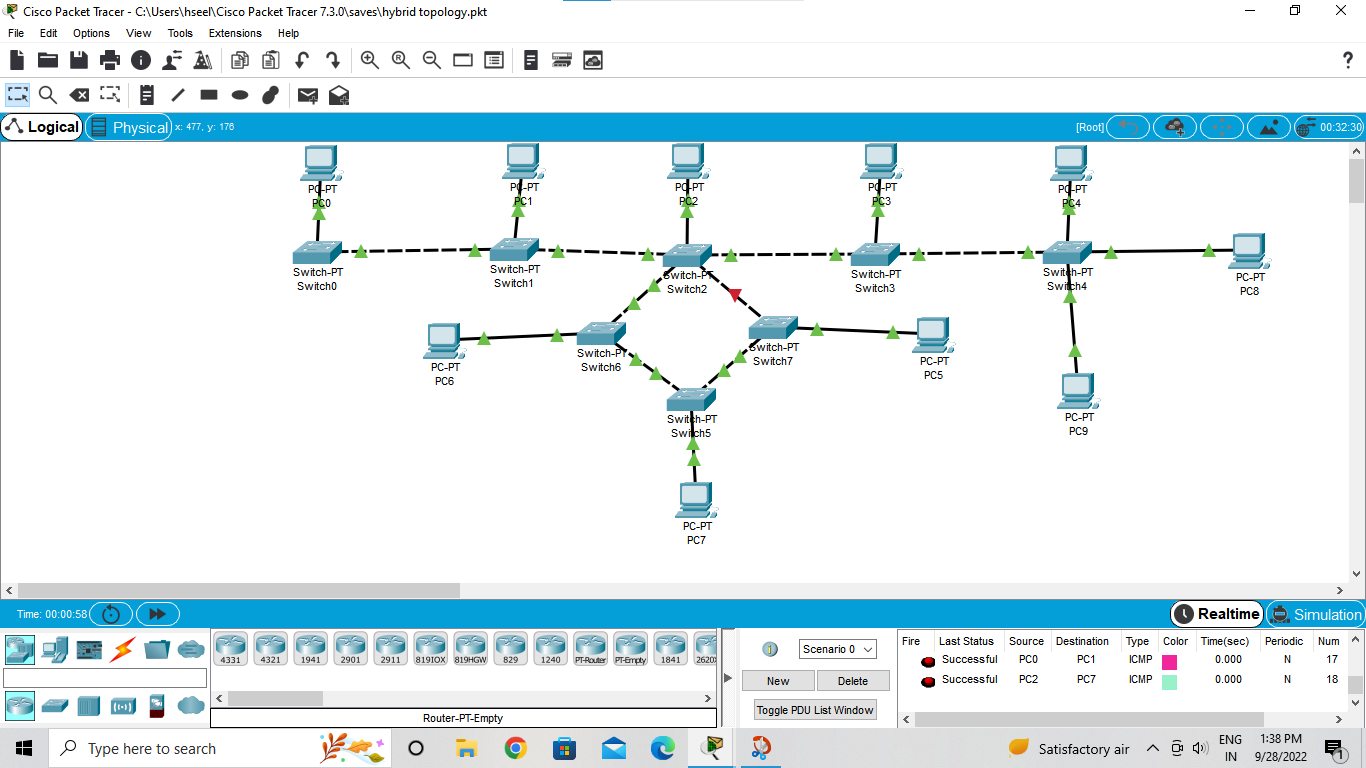 Cisco Packet Tracer - C:\Users\hseel\Cisco Packet Tracer 7.3.0\saves\hybrid topology.pkt
File Edit Options View Tools Extensions Help
?
Logical Physical x: 477, y: 176 [Root] 00:32:30
PC-PT
PC0
PC-PT
PC1
PC-PT
PC2
PC-PT
PC3
PC-PT
PC4
Switch-PT
Switch0
Switch-PT
Switch1
Switch-PT
Switch2
Switch-PT
Switch3
Switch-PT
Switch4
PC-PT
PC8
PC-PT
PC6
Switch-PT
Switch6
Switch-PT
Switch7
PC-PT
PC5
Switch-PT
Switch5
PC-PT
PC9
PC-PT
PC7
Time: 00:00:58 Realtime Simulation
4331 4321 1941 2901 2911 819IOX 819HGW 829 1240 PT-Router PT-Empty 1841 2620X
Router-PT-Empty
Scenario 0
New Delete
Toggle PDU List Window
Fire Last Status Source Destination Type Color Time(sec) Periodic Num
Successful PC0 PC1 ICMP 0.000 N 17
Successful PC2 PC7 ICMP 0.000 N 18
Type here to search
Satisfactory air
ENG
IN
1:38 PM
9/28/2022
1